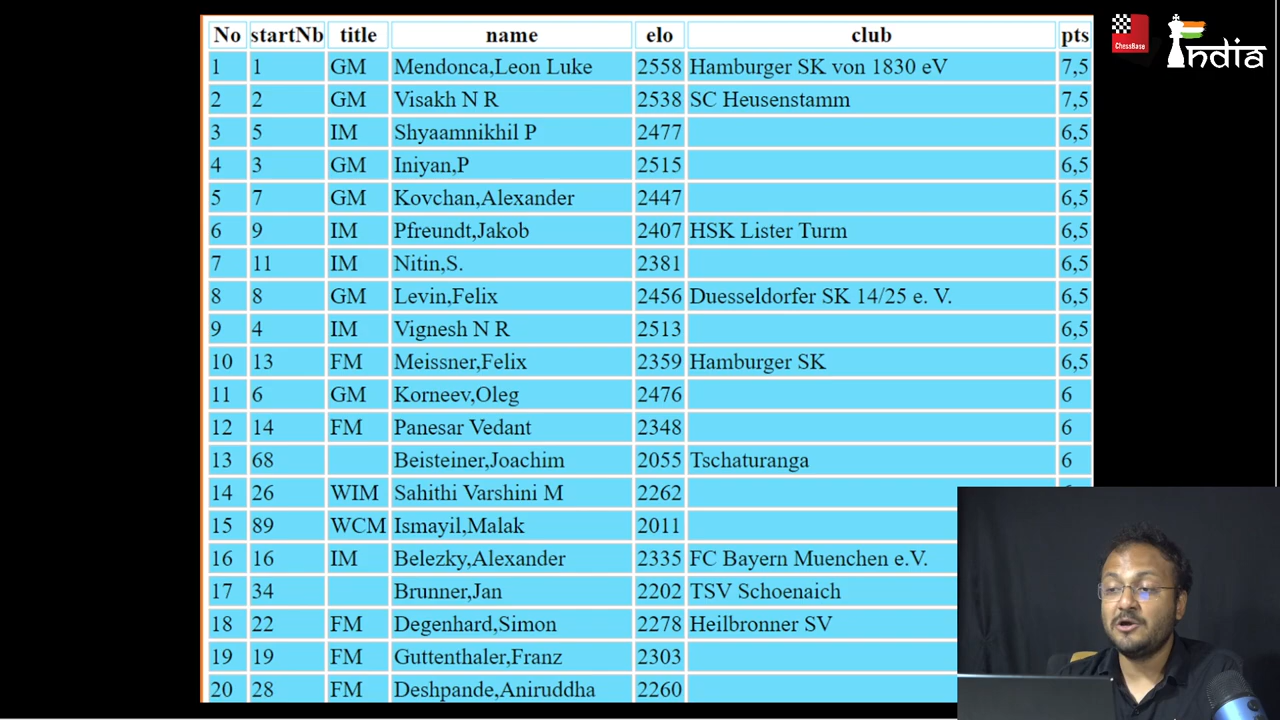 No startNb title name elo club pts
1 1 GM Mendonca,Leon Luke 2558 Hamburger SK von 1830 eV 7,5
2 2 GM Visakh N R 2538 SC Heusenstamm 7,5
3 5 IM Shyaamnikhil P 2477 6,5
4 3 GM Iniyan,P 2515 6,5
5 7 GM Kovchan,Alexander 2447 6,5
6 9 IM Pfreundt,Jakob 2407 HSK Lister Turm 6,5
7 11 IM Nitin,S. 2381 6,5
8 8 GM Levin,Felix 2456 Duesseldorfer SK 14/25 e. V. 6,5
9 4 IM Vignesh N R 2513 6,5
10 13 FM Meissner,Felix 2359 Hamburger SK 6,5
11 6 GM Korneev,Oleg 2476 6
12 14 FM Panesar Vedant 2348 6
13 68 Beisteiner,Joachim 2055 Tschaturanga 6
14 26 WIM Sahithi Varshini M 2262
15 89 WCM Ismayil,Malak 2011
16 16 IM Belezky,Alexander 2335 FC Bayern Muenchen e.V.
17 34 Brunner,Jan 2202 TSV Schoenaich
18 22 FM Degenhard,Simon 2278 Heilbronner SV
19 19 FM Guttenthaler,Franz 2303
20 28 FM Deshpande,Aniruddha 2260
ChessBase
India